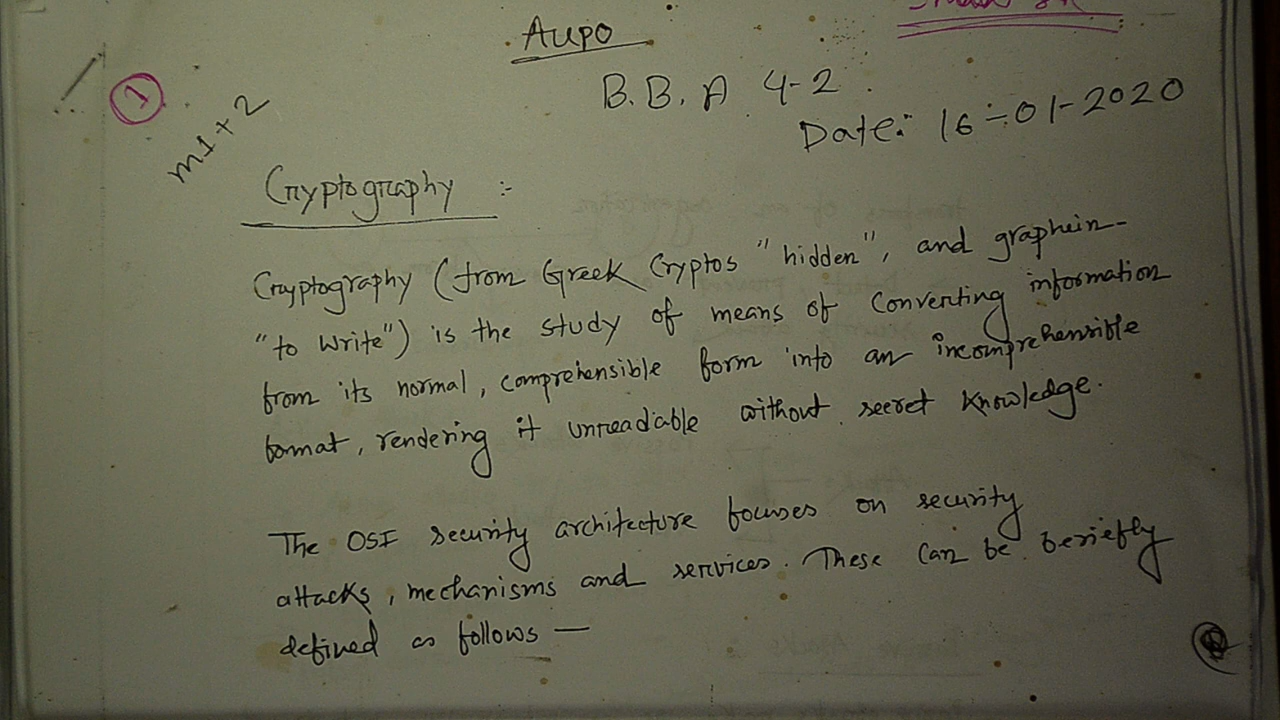 Aupo
B.B.A 4-2
Date: 16-01-2020
1
m1+2
Cryptography :-
Cryptography (from Greek Cryptos "hidden", and graphein-
"to write") is the study of means of Converting information
from its normal, comprehensible form into an incomprehensible
format, rendering it unreadable without secret Knowledge.
The OSI security architecture focuses on security
attacks, mechanisms and services. These Can be beriefly
defined as follows —